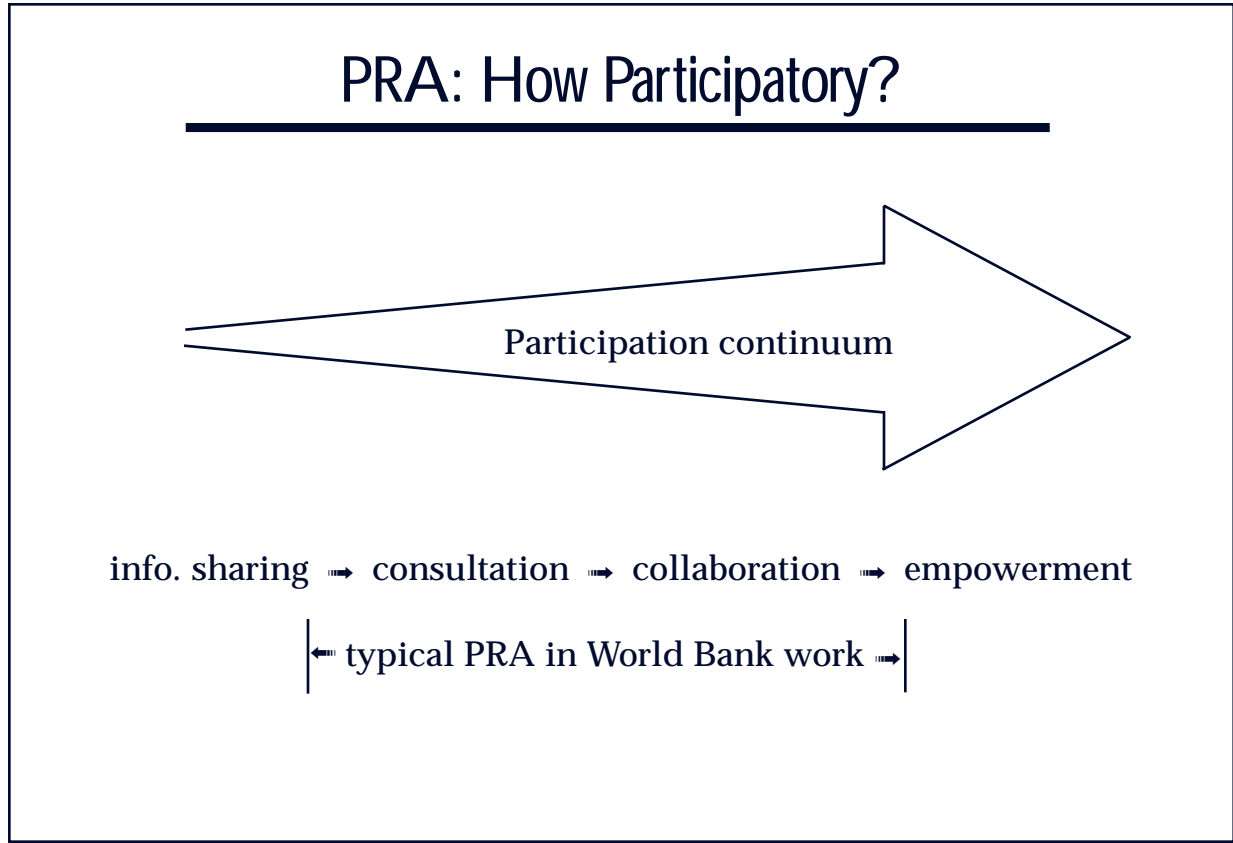 PRA: How Participatory?
Participation continuum
info. sharing ➟ consultation ➟ collaboration ➟ empowerment
typical PRA in World Bank work